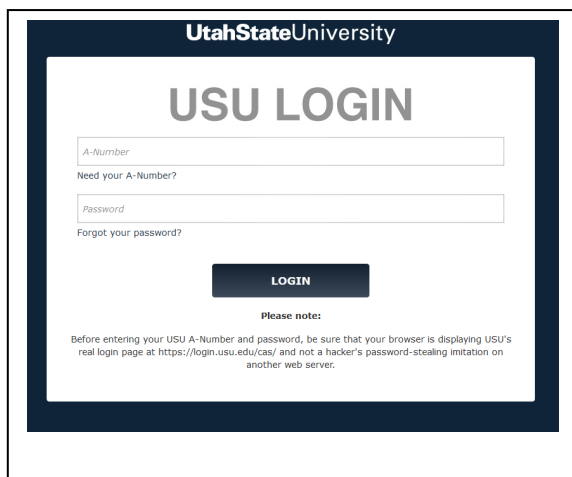 UtahStateUniversity
USU LOGIN
A-Number
Need your A-Number?
Password
Forgot your password?
LOGIN
Please note:
Before entering your USU A-Number and password, be sure that your browser is displaying USU's
real login page at https://login.usu.edu/cas/ and not a hacker's password-stealing imitation on
another web server.